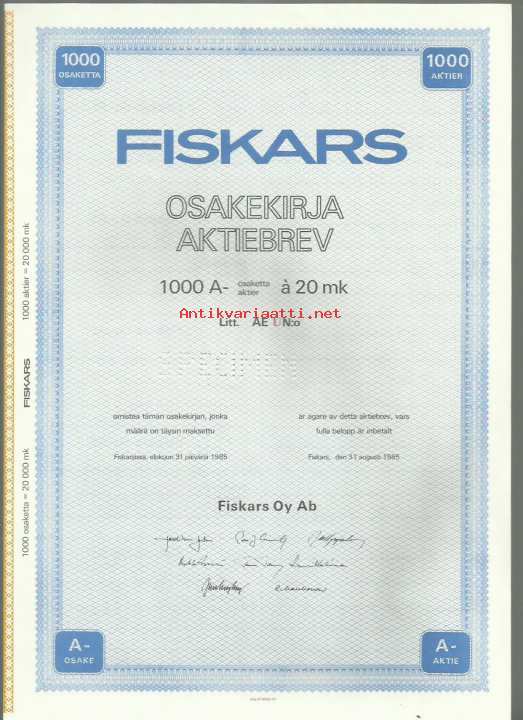 1000
OSAKETTA
1000
AKTIER
FISKARS
OSAKEKIRJA
AKTIEBREV
1000 A- osaketta aktier à 20 mk
Antikvariaatti.net
Litt. AE U N:o
SPECIMEN
omistaa tämän osakekirjan, jonka
määrä on täysin maksettu
Fiskarsissa, elokuun 31 päivänä 1985
är ägare av detta aktiebrev, vars
fulla belopp är inbetalt
Fiskars, den 31 augusti 1985
Fiskars Oy Ab
A-
OSAKE
A-
AKTIE
1000 osaketta = 20 000 mk
FISKARS
1000 aktier = 20 000 mk